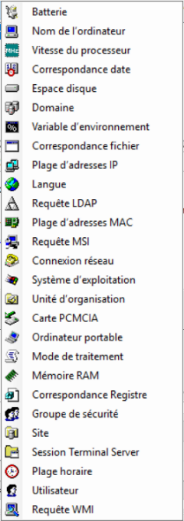 Batterie
Nom de l'ordinateur
MHz Vitesse du processeur
Correspondance date
Espace disque
Domaine
Variable d'environnement
Correspondance fichier
Plage d'adresses IP
Langue
Requête LDAP
Plage d'adresses MAC
Requête MSI
Connexion réseau
Système d'exploitation
Unité d'organisation
Carte PCMCIA
Ordinateur portable
Mode de traitement
Mémoire RAM
Correspondance Registre
Groupe de sécurité
Site
Session Terminal Server
Plage horaire
Utilisateur
Requête WMI